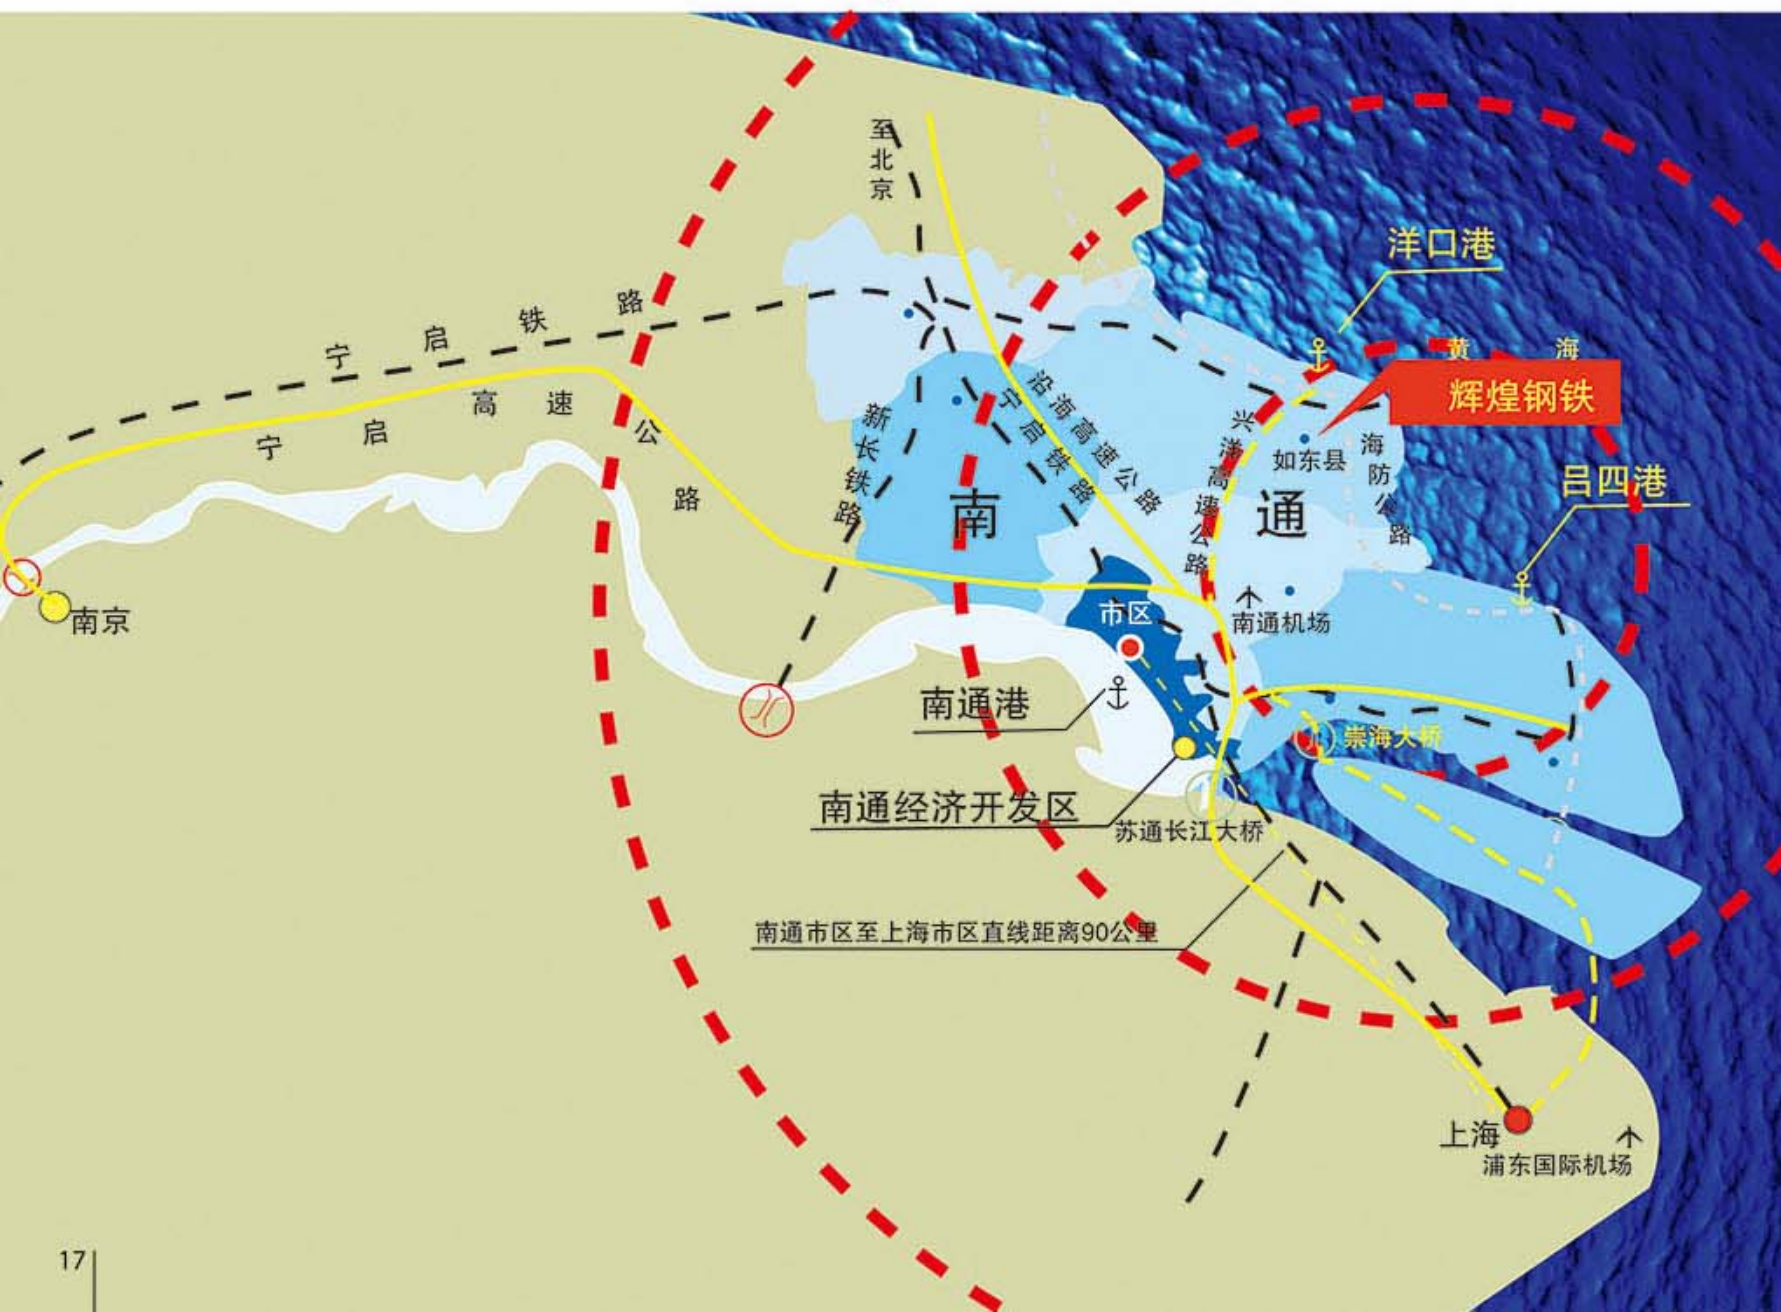 至北京
洋口港
宁启铁路
黄海
辉煌钢铁
沿海高速公路
宁启铁路
宁启高速公路
新长铁路
兴洋高速公路
如东县
海防公路
吕四港
南通
南京
市区
南通机场
南通港
崇海大桥
南通经济开发区
苏通长江大桥
南通市区至上海市区直线距离90公里
上海
浦东国际机场
17